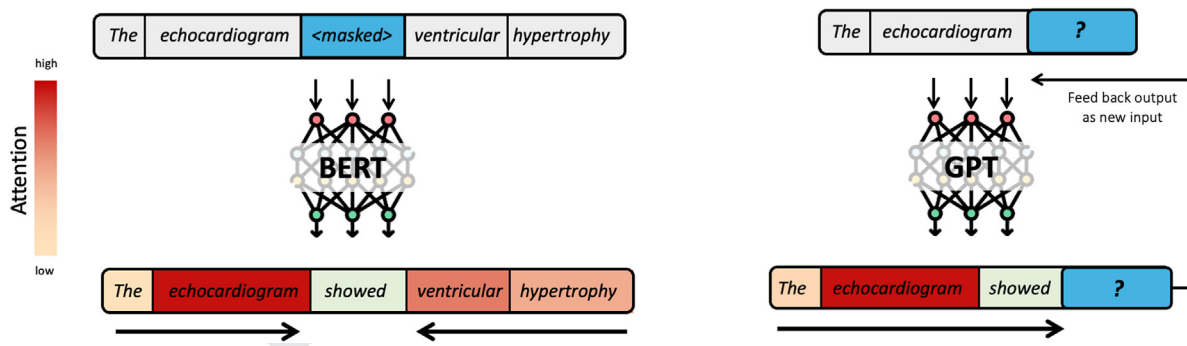 The echocardiogram <masked> ventricular hypertrophy
The echocardiogram ?
high
Attention
low
Feed back output
as new input
BERT
GPT
The echocardiogram showed ventricular hypertrophy
The echocardiogram showed ?